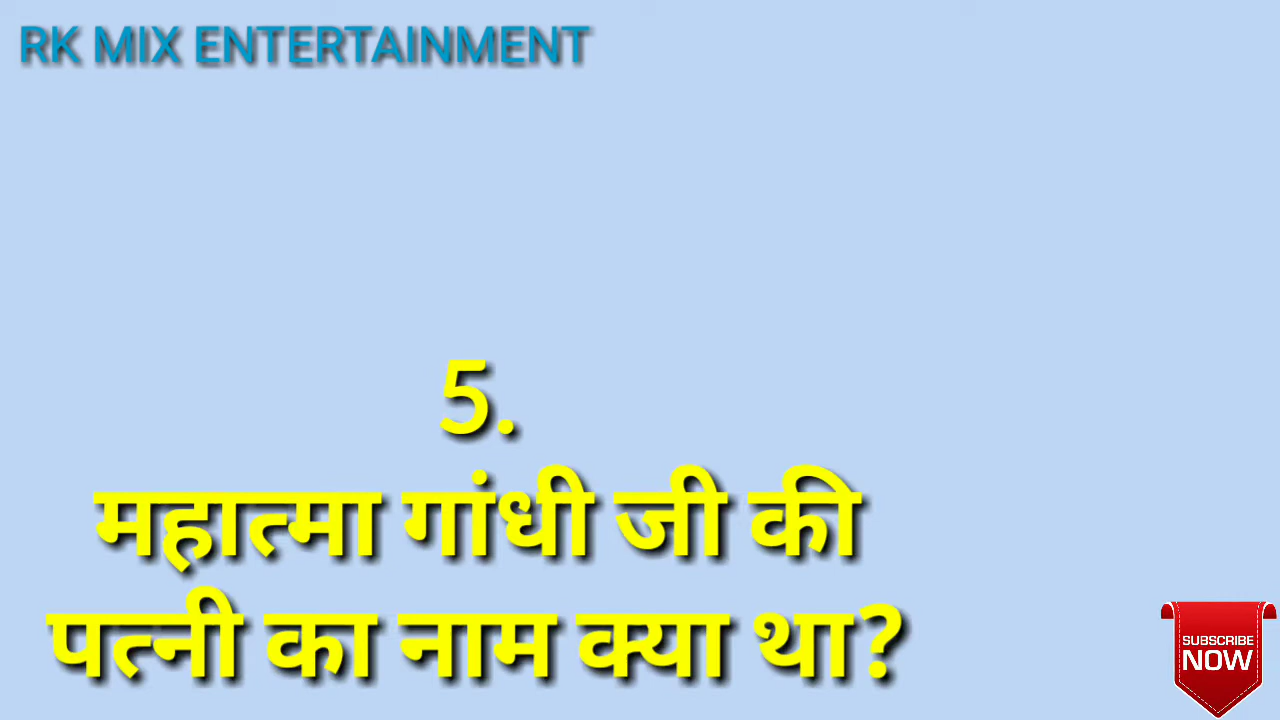 RK MIX ENTERTAINMENT
5.
महात्मा गांधी जी की
पत्नी का नाम क्या था?
SUBSCRIBE
NOW